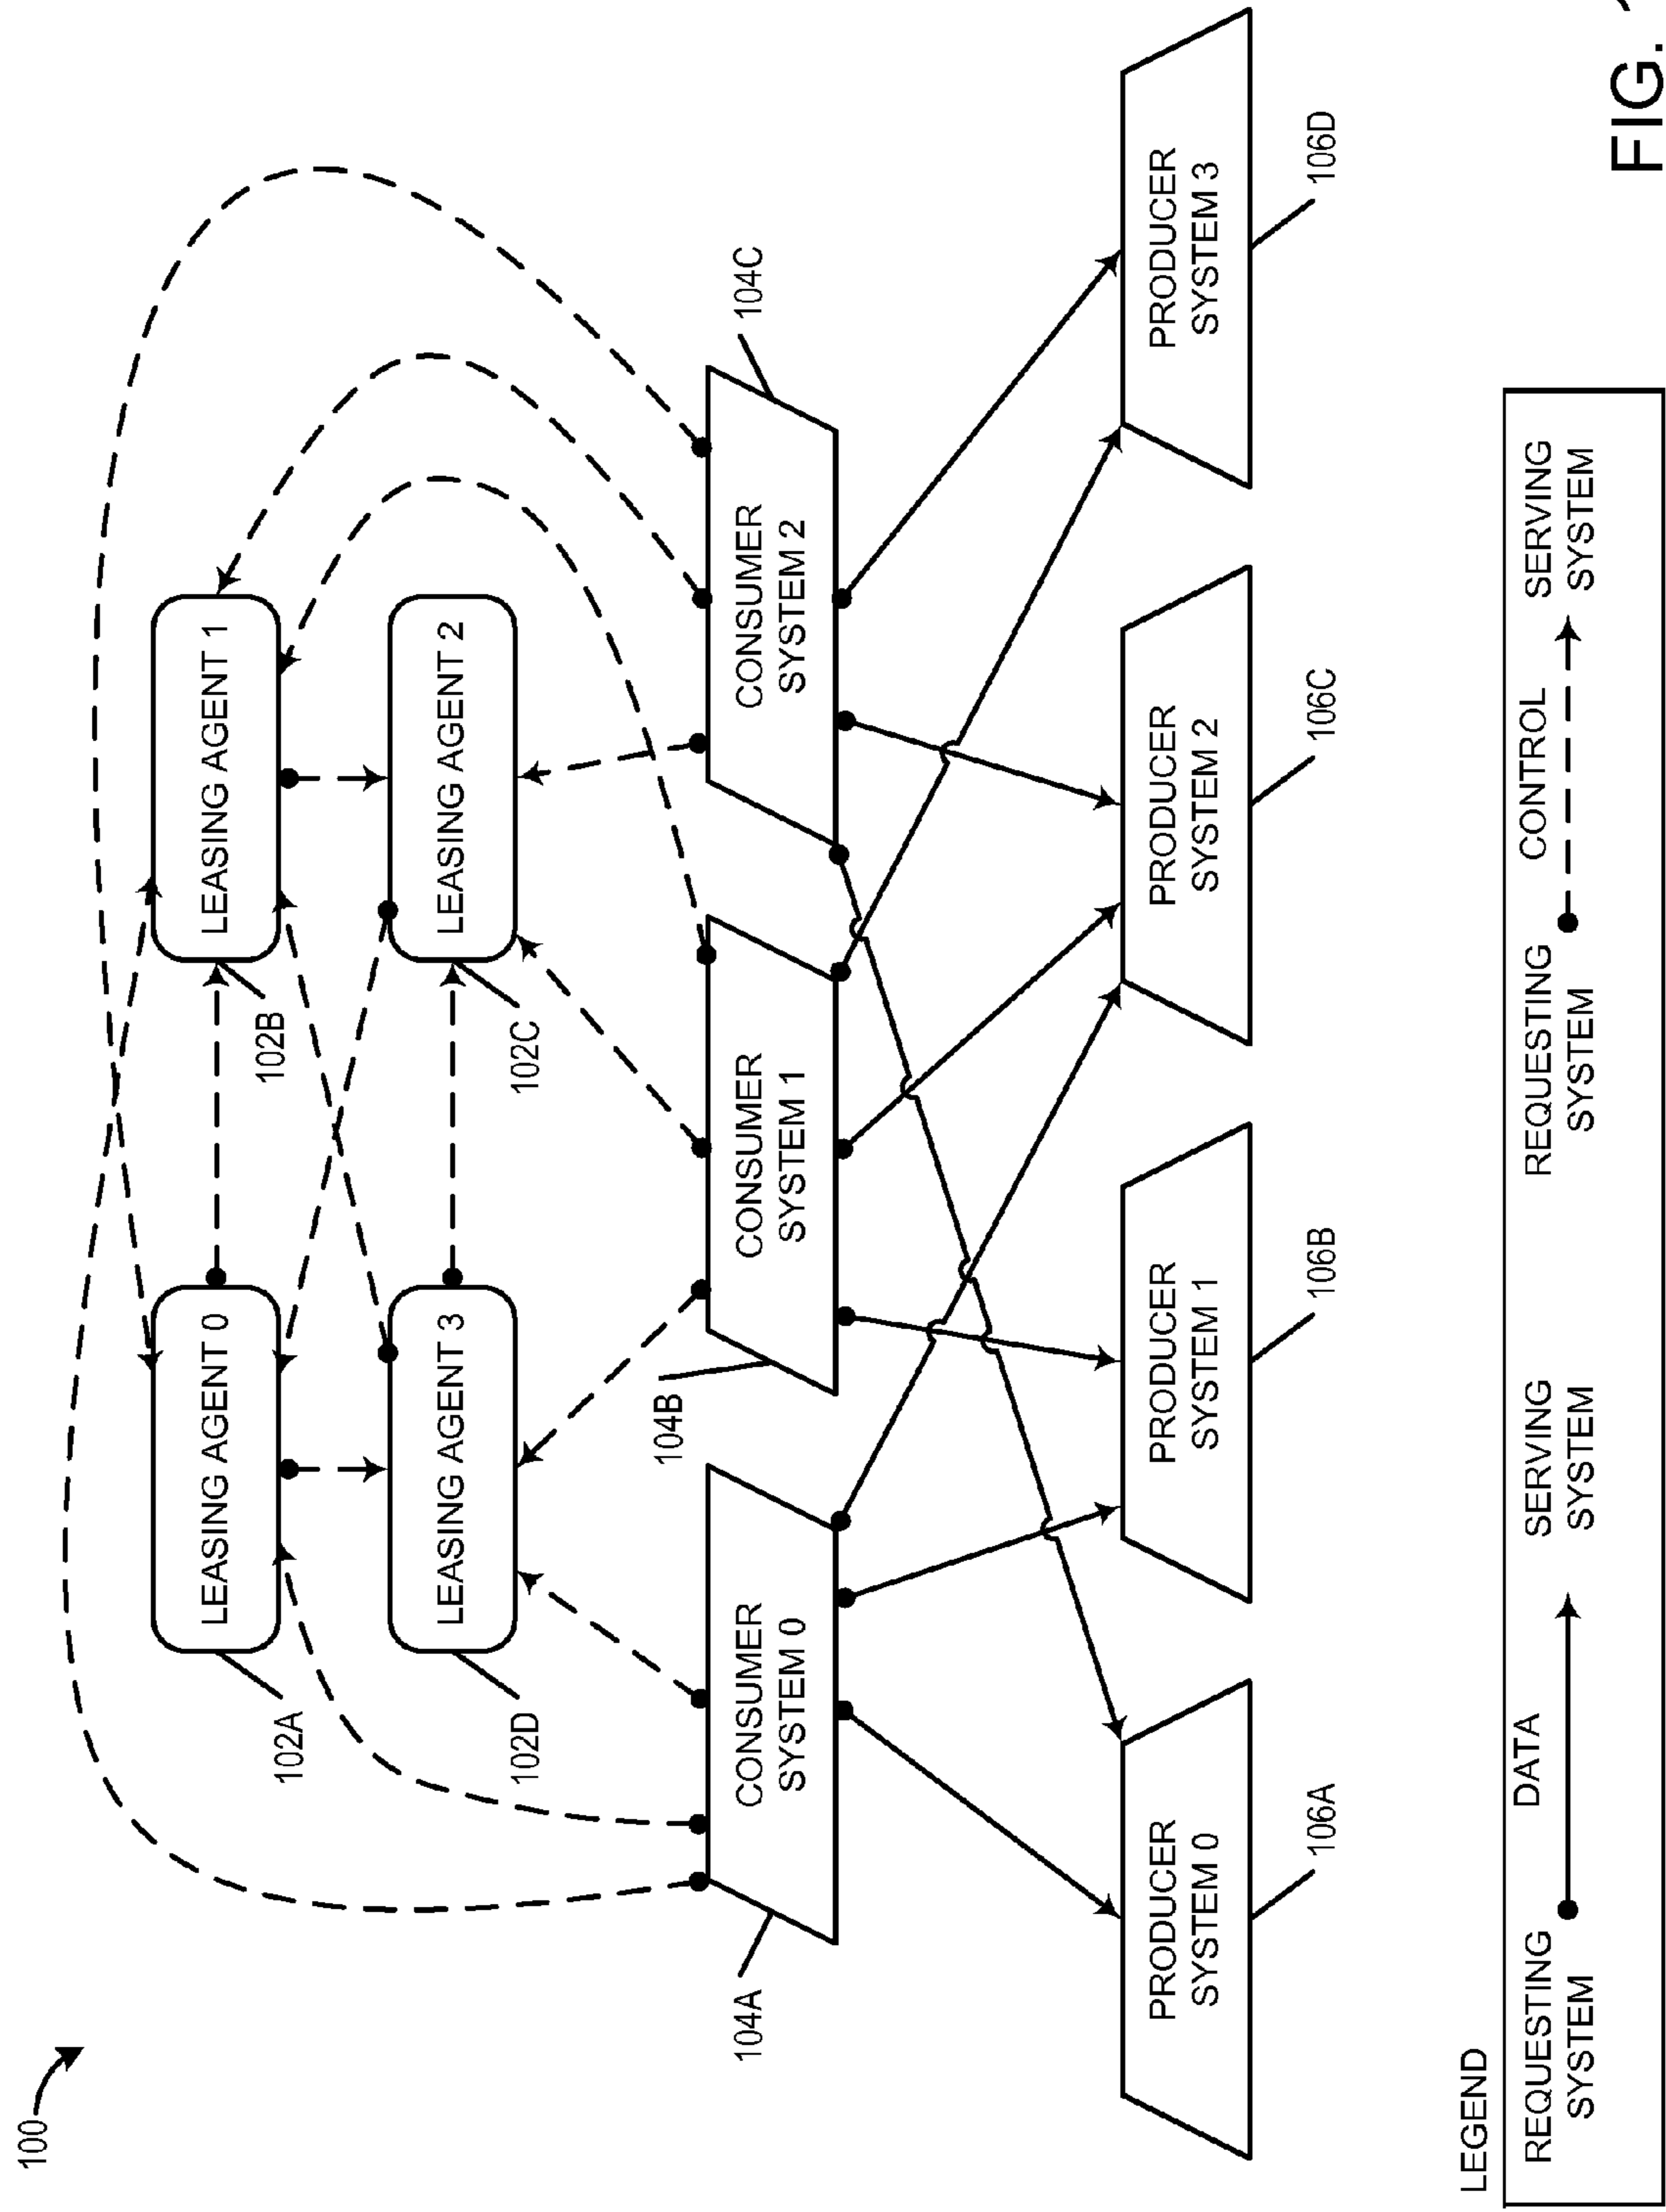 100
LEASING AGENT 0
LEASING AGENT 1
102A
102B
LEASING AGENT 3
LEASING AGENT 2
102D
102C
104A
CONSUMER
SYSTEM 0
104B
CONSUMER
SYSTEM 1
CONSUMER
SYSTEM 2
104C
PRODUCER
SYSTEM 0
PRODUCER
SYSTEM 1
PRODUCER
SYSTEM 2
PRODUCER
SYSTEM 3
106A
106B
106C
106D
LEGEND
REQUESTING
SYSTEM
DATA
SERVING
SYSTEM
REQUESTING
SYSTEM
CONTROL
SERVING
SYSTEM
FIG.